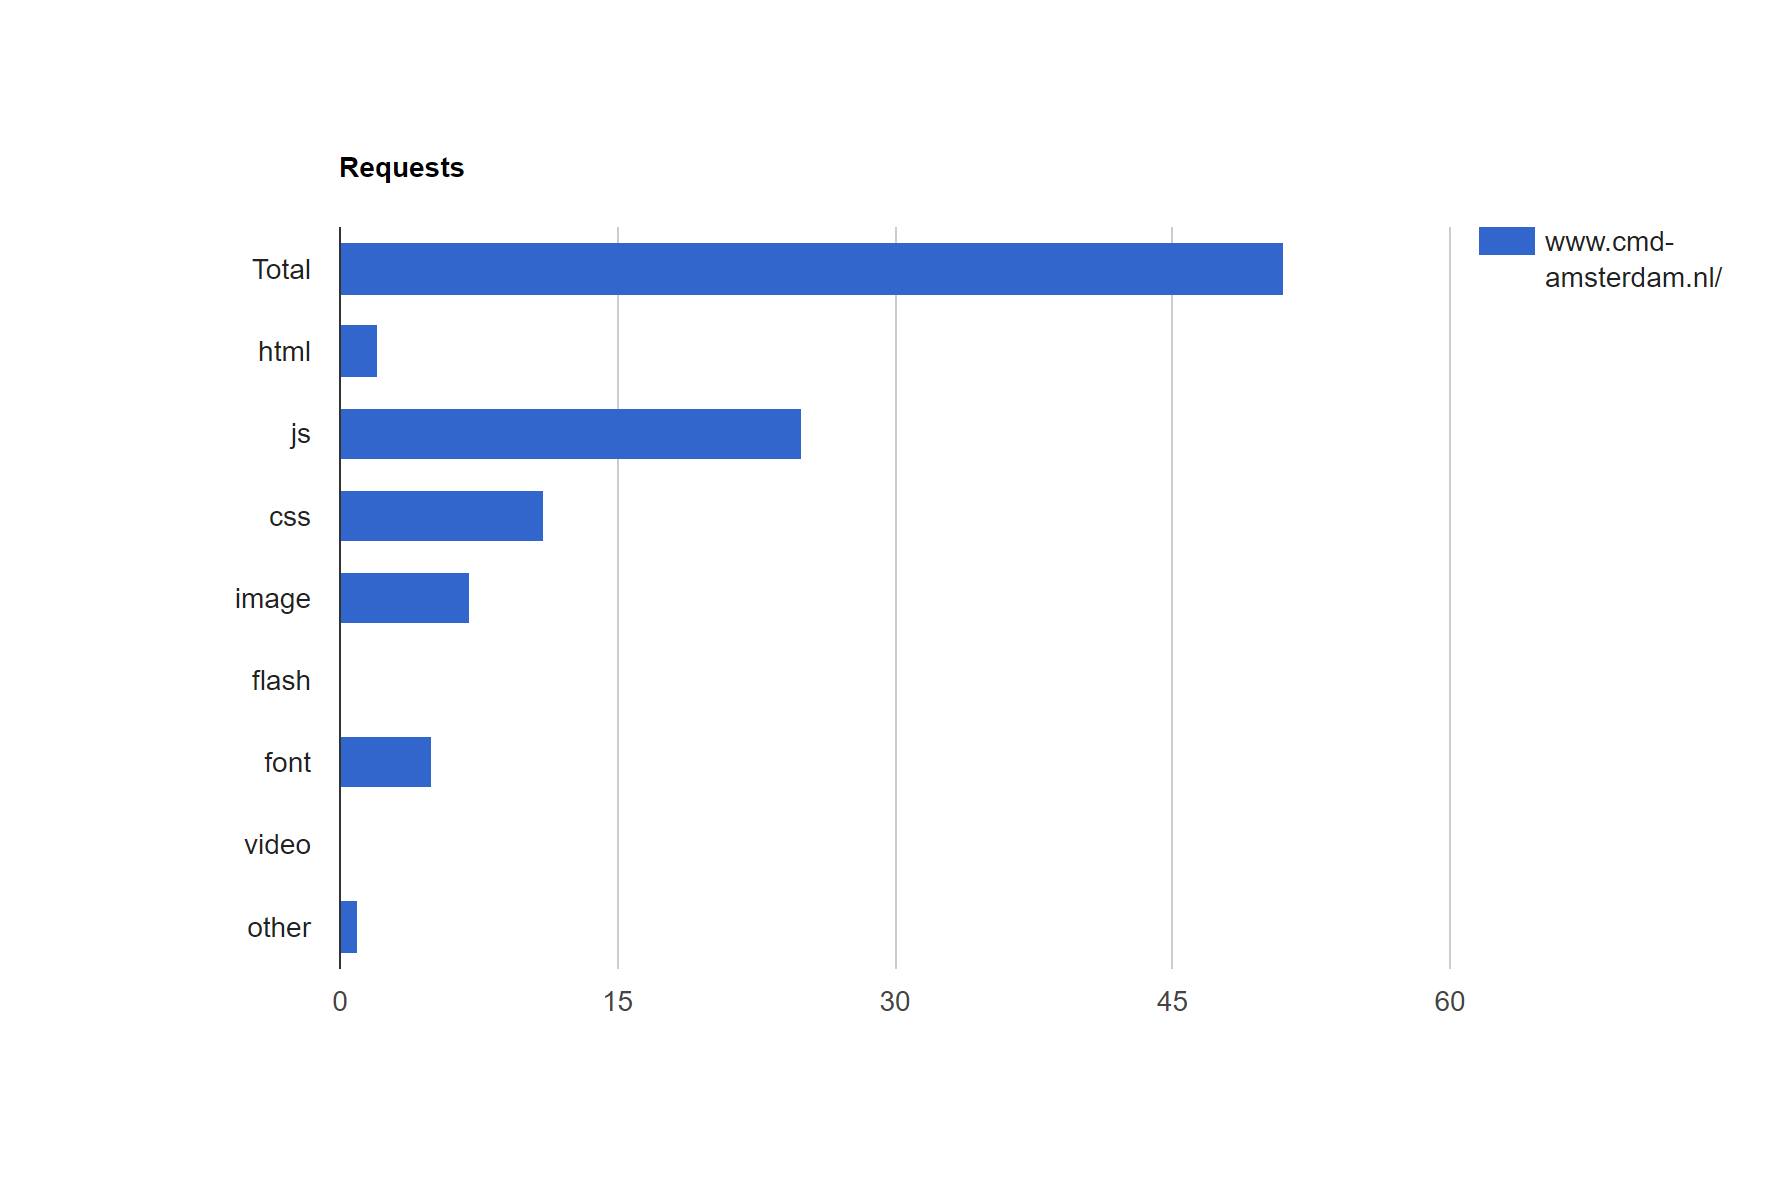 Requests
www.cmd-
amsterdam.nl/
Total
html
js
css
image
flash
font
video
other
0 15 30 45 60